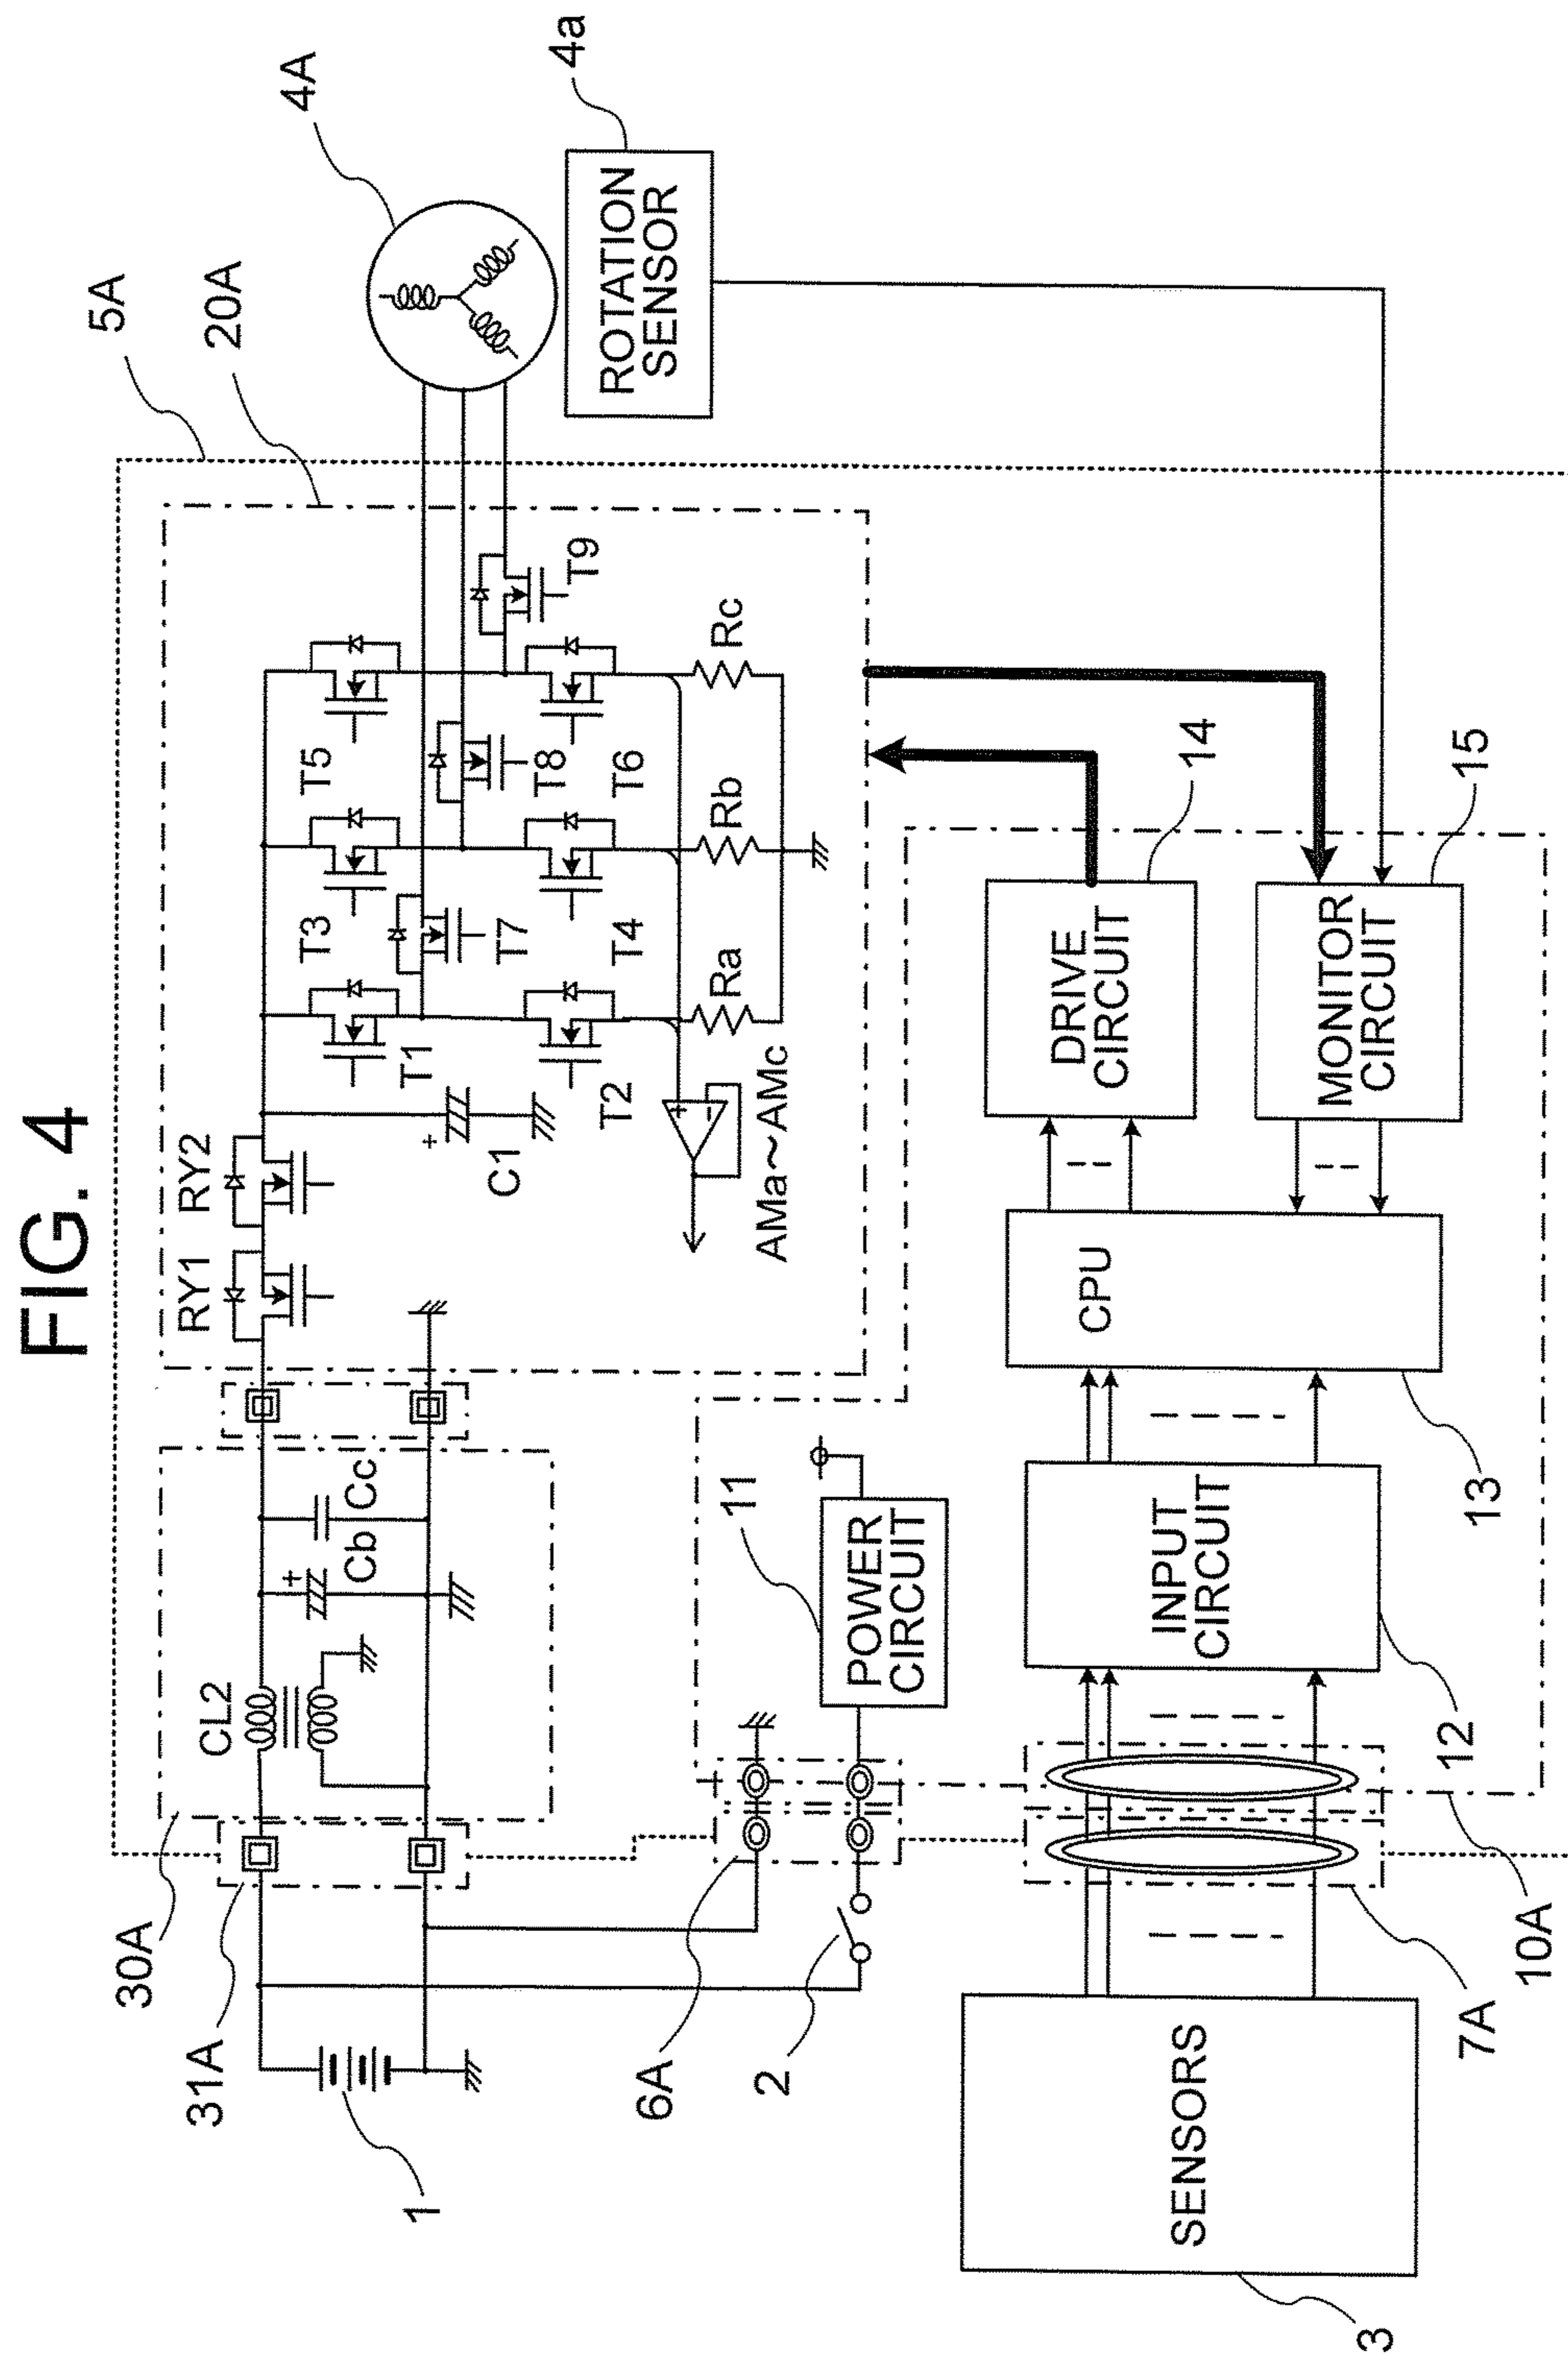 FIG. 4
5A
20A
4A
4a
ROTATION
SENSOR
RY1
RY2
T1
T3
T5
T7
T8
T9
T2
T4
T6
+
C1
Ra
Rb
Rc
+
−
AMa~AMc
30A
31A
CL2
+
Cb
Cc
1
6A
2
11
POWER
CIRCUIT
DRIVE
CIRCUIT
14
MONITOR
CIRCUIT
15
CPU
13
INPUT
CIRCUIT
12
10A
7A
SENSORS
3